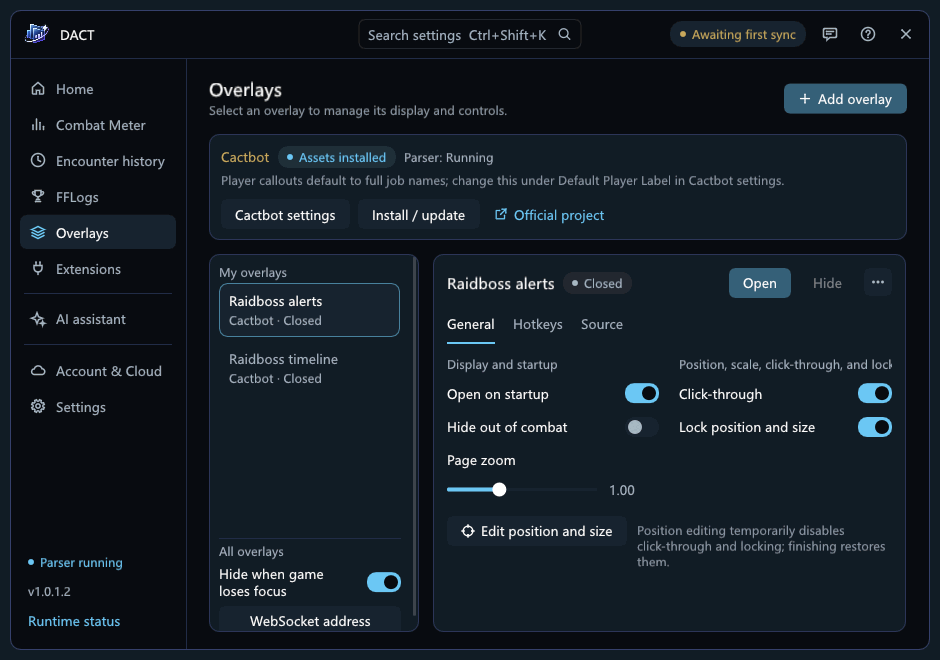 DACT
Search settings Ctrl+Shift+K
Awaiting first sync
Home
Combat Meter
Encounter history
FFLogs
Overlays
Extensions
AI assistant
Account & Cloud
Settings
Parser running
v1.0.1.2
Runtime status
Overlays
Select an overlay to manage its display and controls.
+ Add overlay
Cactbot
Assets installed
Parser: Running
Player callouts default to full job names; change this under Default Player Label in Cactbot settings.
Cactbot settings
Install / update
Official project
My overlays
Raidboss alerts
Cactbot · Closed
Raidboss timeline
Cactbot · Closed
All overlays
Hide when game
loses focus
WebSocket address
Raidboss alerts
Closed
Open
Hide
General
Hotkeys
Source
Display and startup
Open on startup
Hide out of combat
Page zoom
1.00
Position, scale, click-through, and lock
Click-through
Lock position and size
Edit position and size
Position editing temporarily disables
click-through and locking; finishing restores
them.